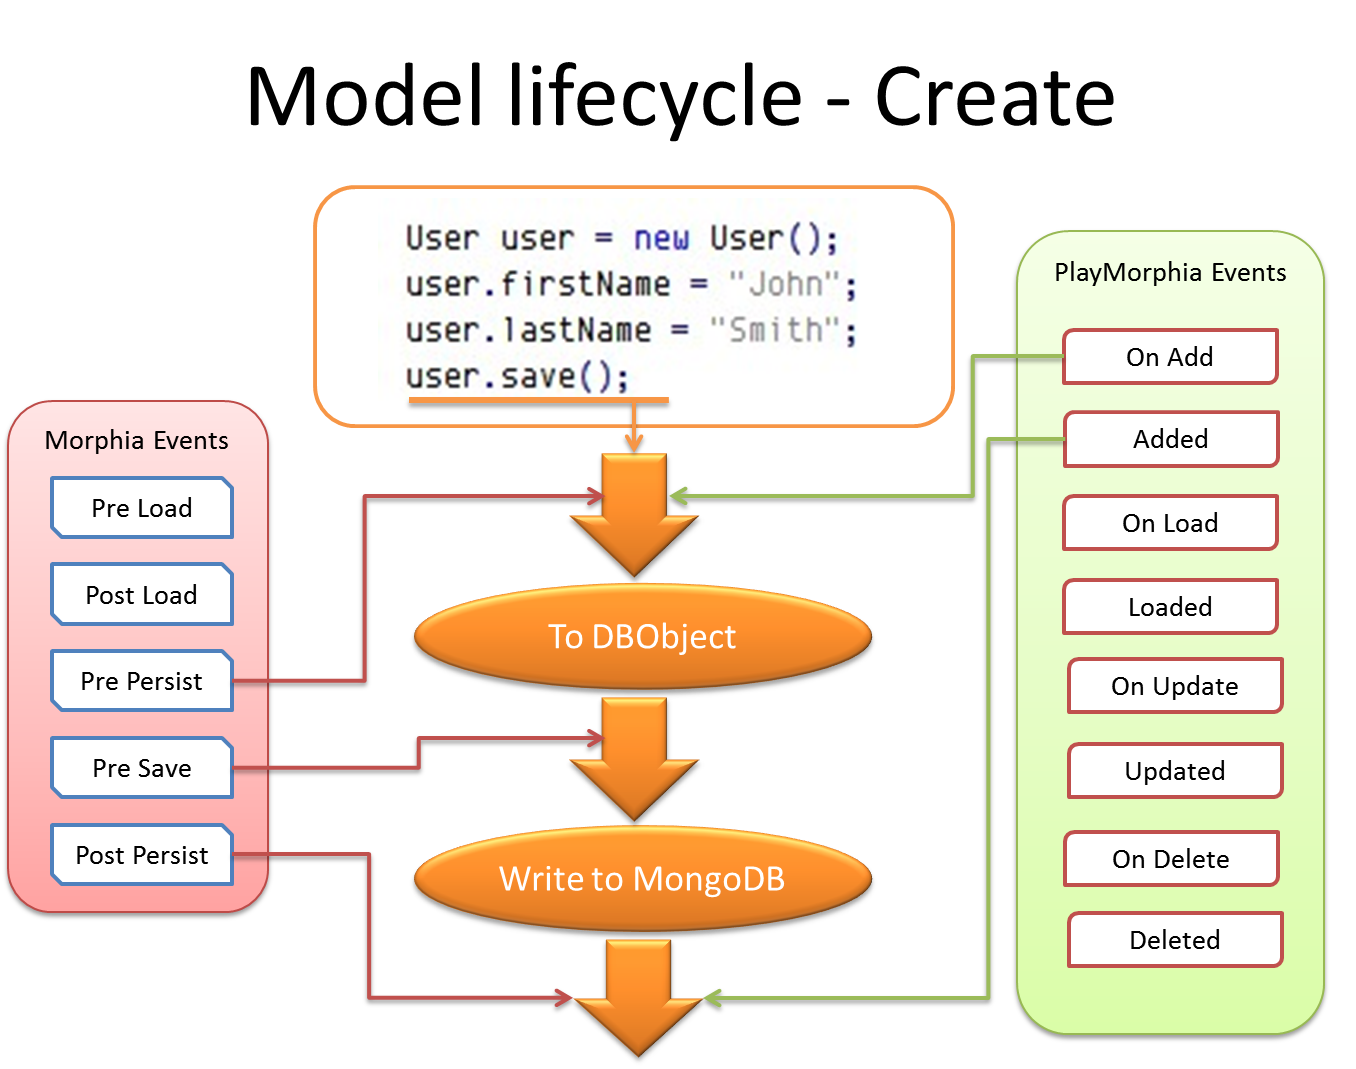 Model lifecycle - Create
User user = new User();
user.firstName = "John";
user.lastName = "Smith";
user.save();
Morphia Events
Pre Load
Post Load
Pre Persist
Pre Save
Post Persist
To DBObject
Write to MongoDB
PlayMorphia Events
On Add
Added
On Load
Loaded
On Update
Updated
On Delete
Deleted